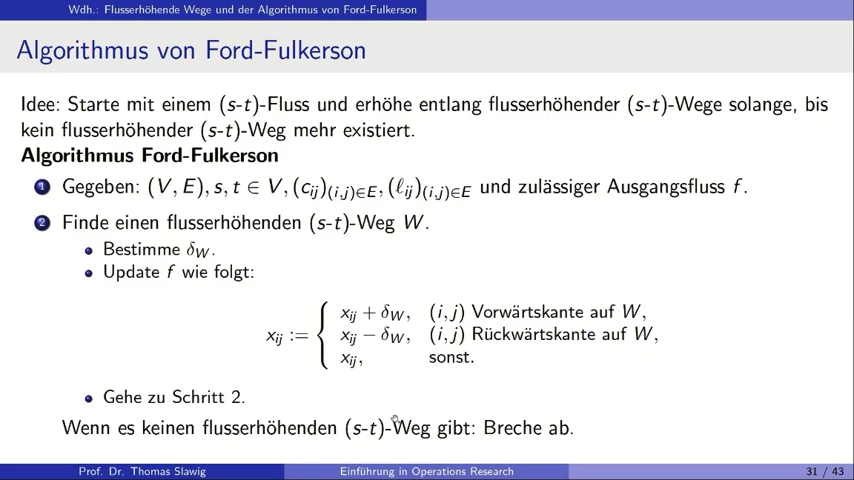 Wdh.: Flusserhöhende Wege und der Algorithmus von Ford-Fulkerson
Algorithmus von Ford-Fulkerson
Idee: Starte mit einem (s-t)-Fluss und erhöhe entlang flusserhöhender (s-t)-Wege solange, bis
kein flusserhöhender (s-t)-Weg mehr existiert.
Algorithmus Ford-Fulkerson
1 Gegeben: (V, E), s, t ∈ V, (c_ij)_(i,j)∈E, (ℓ_ij)_(i,j)∈E und zulässiger Ausgangsfluss f.
2 Finde einen flusserhöhenden (s-t)-Weg W.
• Bestimme δ_W.
• Update f wie folgt:
x_ij + δ_W, (i, j) Vorwärtskante auf W,
x_ij := { x_ij − δ_W, (i, j) Rückwärtskante auf W,
x_ij, sonst.
• Gehe zu Schritt 2.
Wenn es keinen flusserhöhenden (s-t)-Weg gibt: Breche ab.
Prof. Dr. Thomas Slawig Einführung in Operations Research 31 / 43